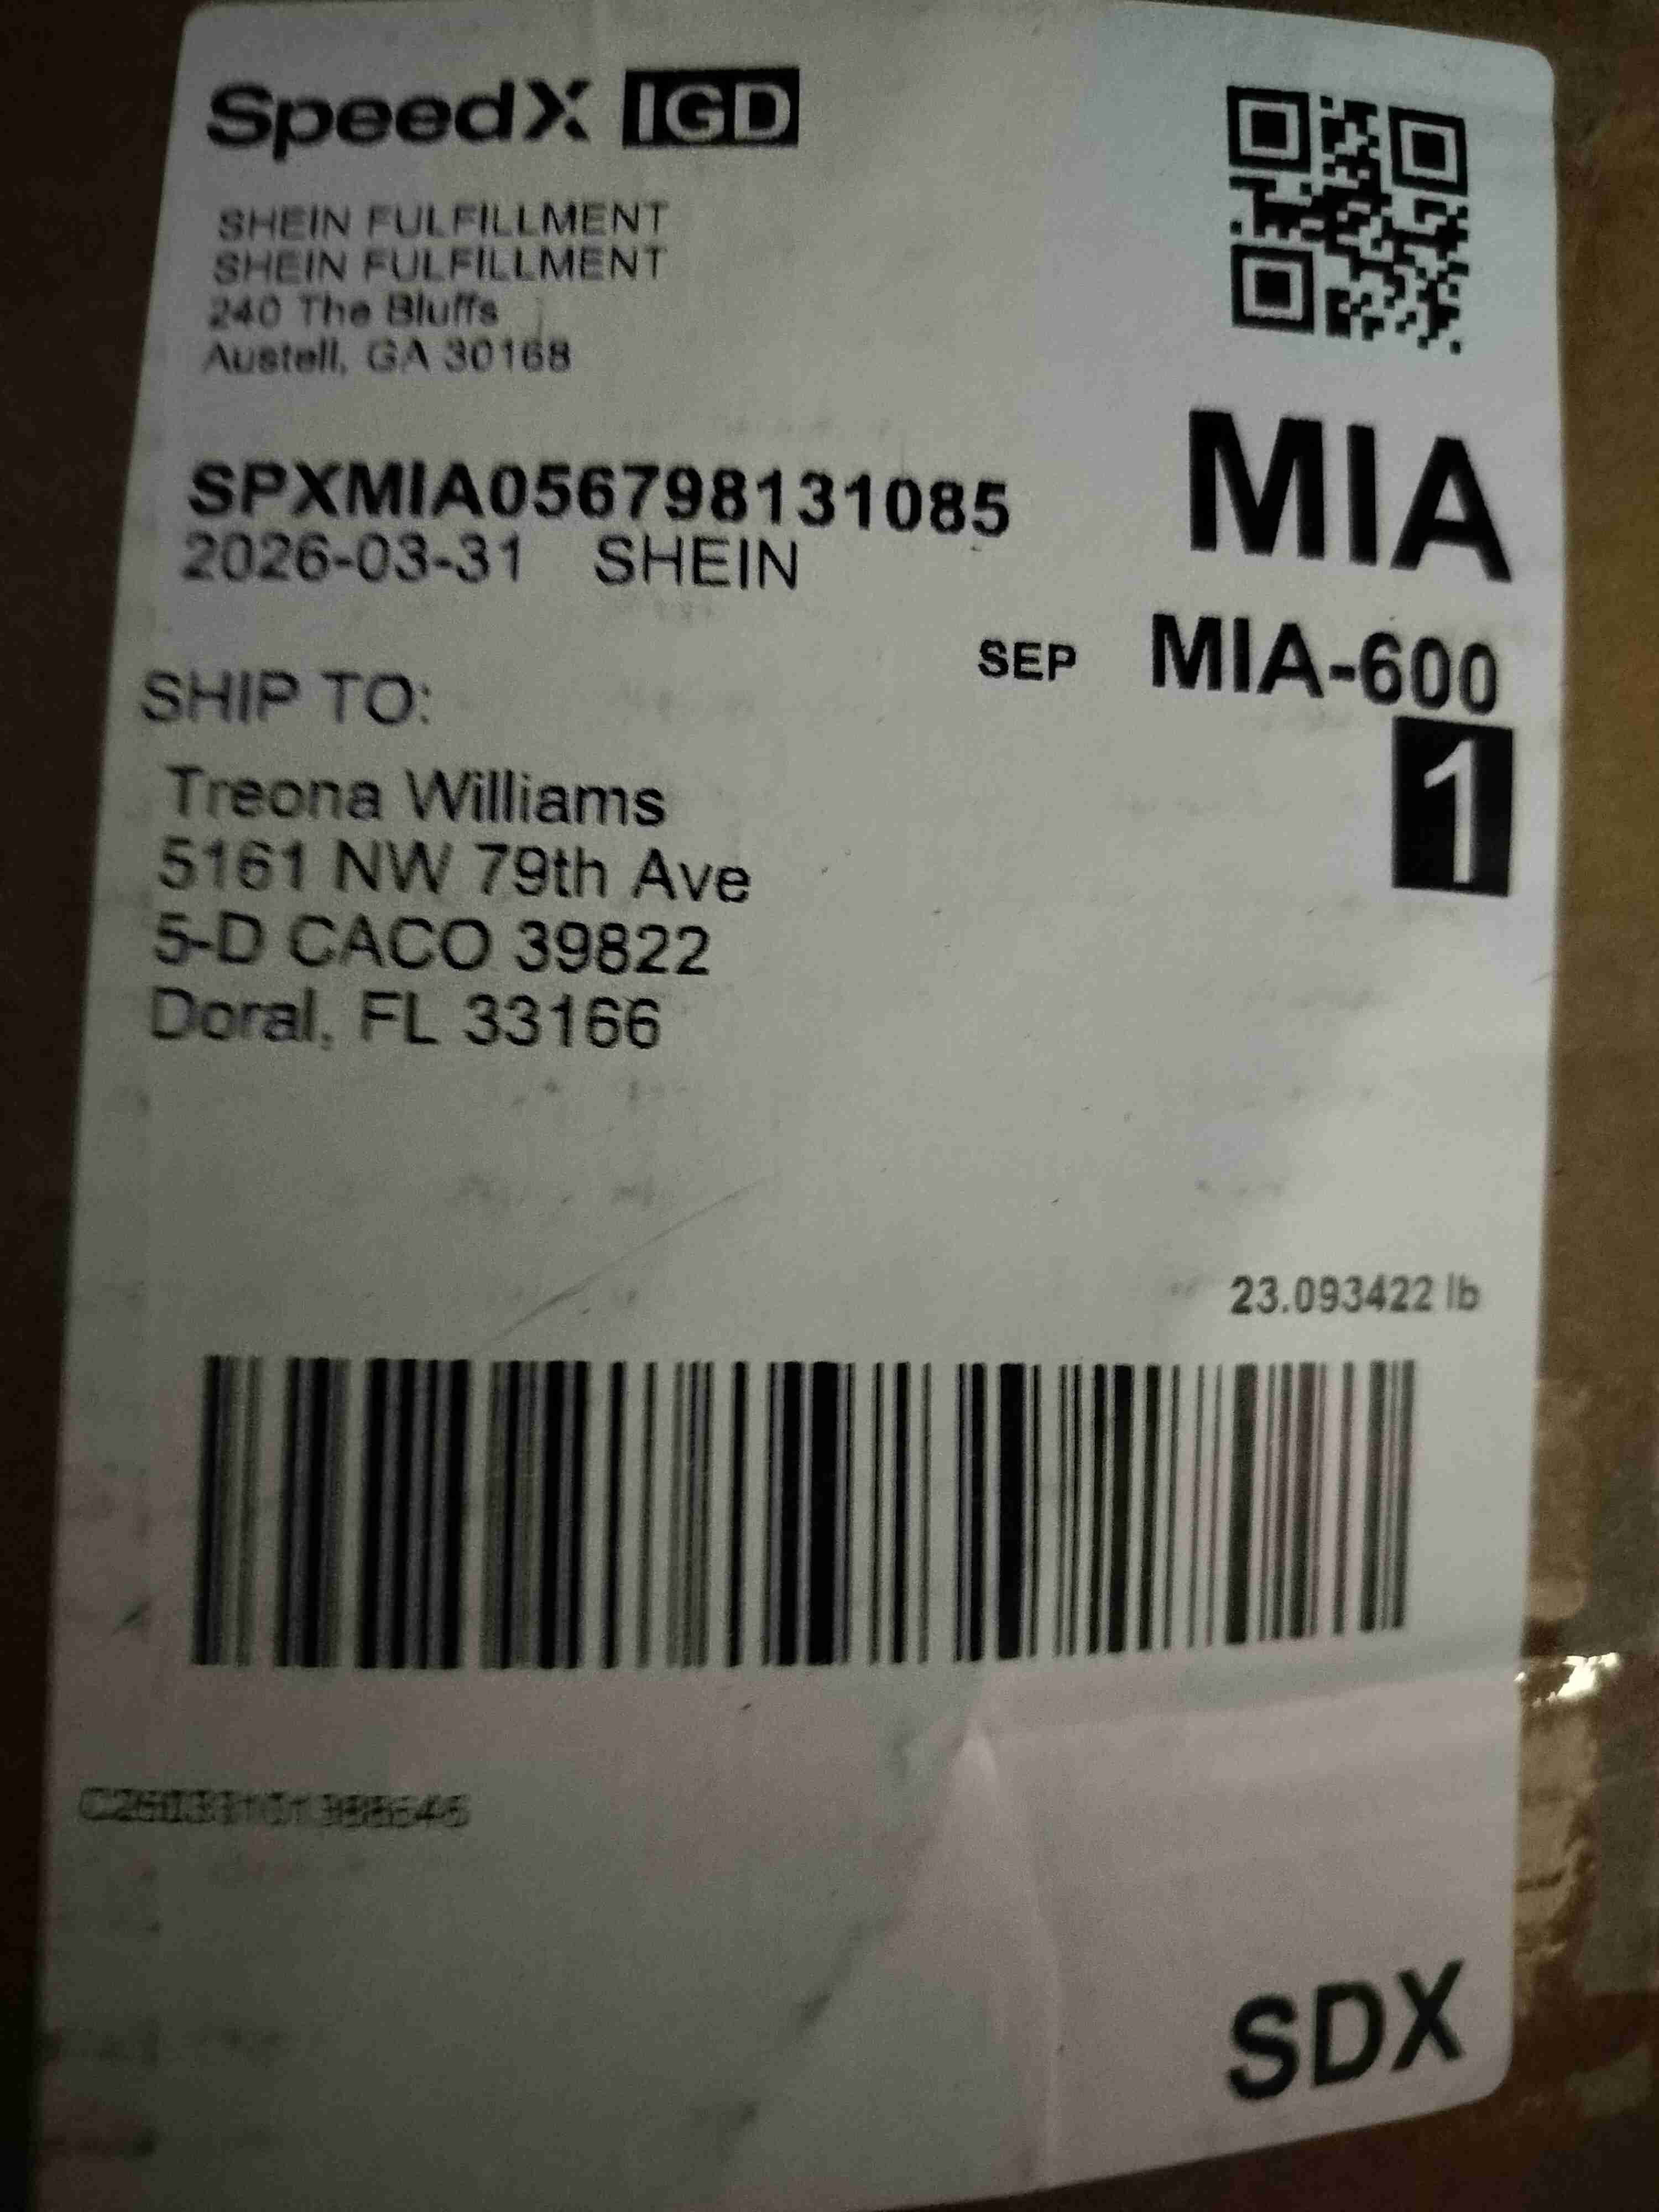 SpeedX IGD
SHEIN FULFILLMENT
SHEIN FULFILLMENT
240 The Bluffs
Austell, GA 30168
MIA
SPXMIA056798131085
2026-03-31 SHEIN
SEP MIA-600
1
SHIP TO:
Treona Williams
5161 NW 79th Ave
5-D CACO 39822
Doral, FL 33166
23.093422 lb
SDX